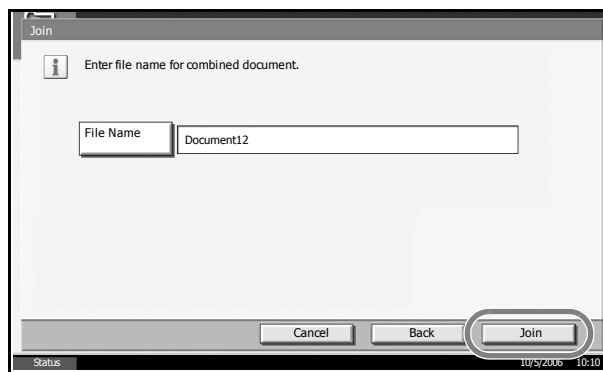 Join
i
Enter file name for combined document.
File Name
Document12
Cancel
Back
Join
Status
10/5/2006 10:10